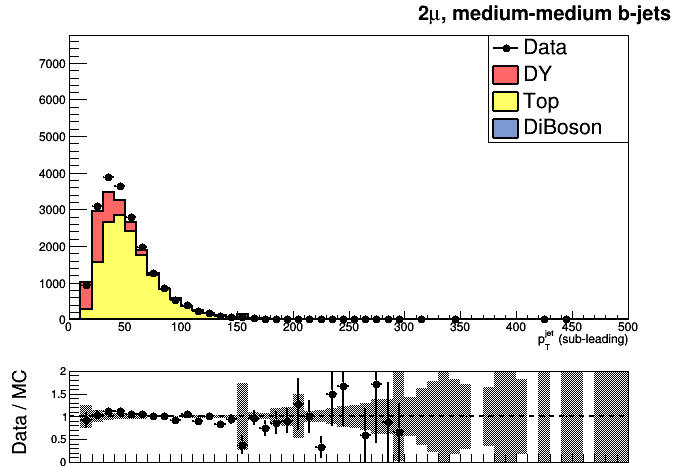 2μ, medium-medium b-jets
Data
DY
Top
DiBoson
7000
6000
5000
4000
3000
2000
1000
0
0 50 100 150 200 250 300 350 400 450 500
p_T^jet (sub-leading)
Data / MC
2
1.5
1
0.5
0